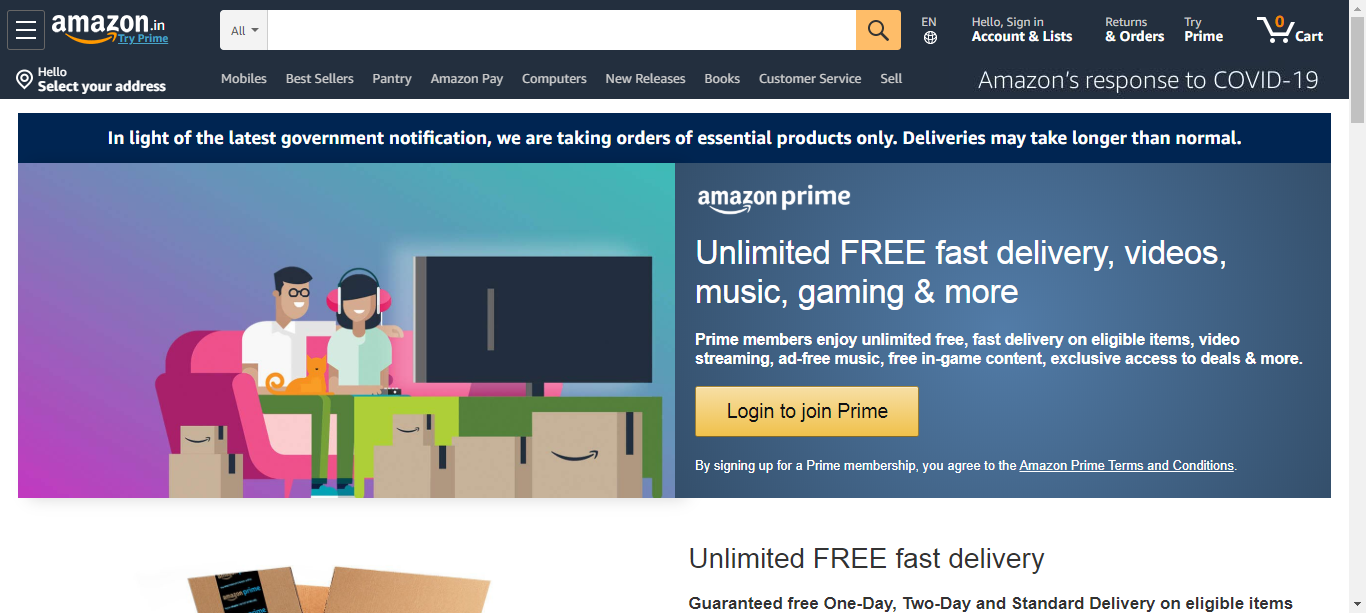 amazon.in
Try Prime
All
EN
Hello, Sign in
Account & Lists
Returns
& Orders
Try
Prime
0
Cart
Hello
Select your address
Mobiles
Best Sellers
Pantry
Amazon Pay
Computers
New Releases
Books
Customer Service
Sell
Amazon's response to COVID-19
In light of the latest government notification, we are taking orders of essential products only. Deliveries may take longer than normal.
amazon prime
Unlimited FREE fast delivery, videos,
music, gaming & more
Prime members enjoy unlimited free, fast delivery on eligible items, video
streaming, ad-free music, free in-game content, exclusive access to deals & more.
Login to join Prime
By signing up for a Prime membership, you agree to the Amazon Prime Terms and Conditions.
Unlimited FREE fast delivery
amazon prime
Guaranteed free One-Day, Two-Day and Standard Delivery on eligible items